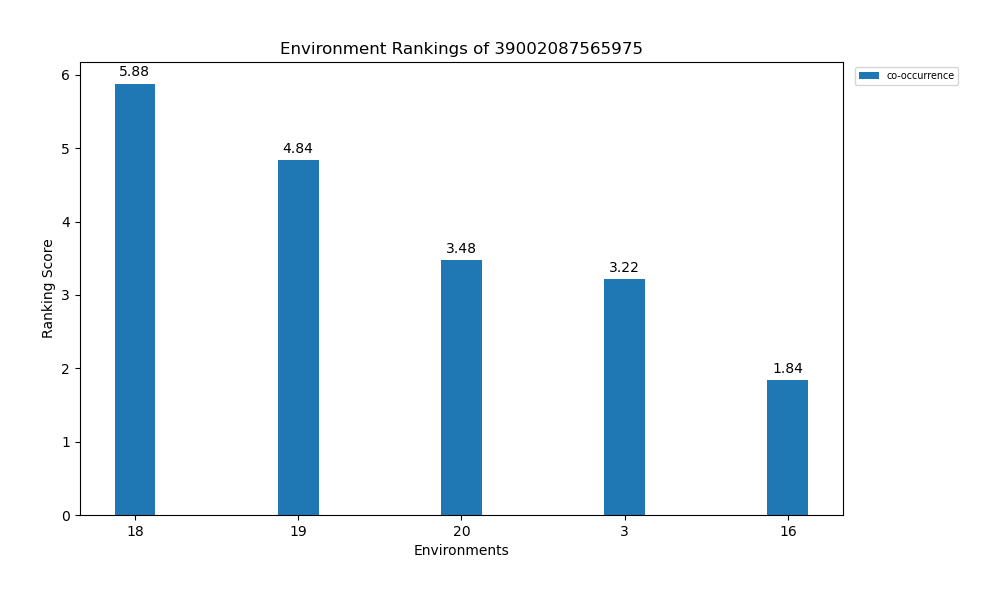 Environment Rankings of 39002087565975
co-occurrence
Ranking Score
6
5
4
3
2
1
0
5.88
4.84
3.48
3.22
1.84
18 19 20 3 16
Environments